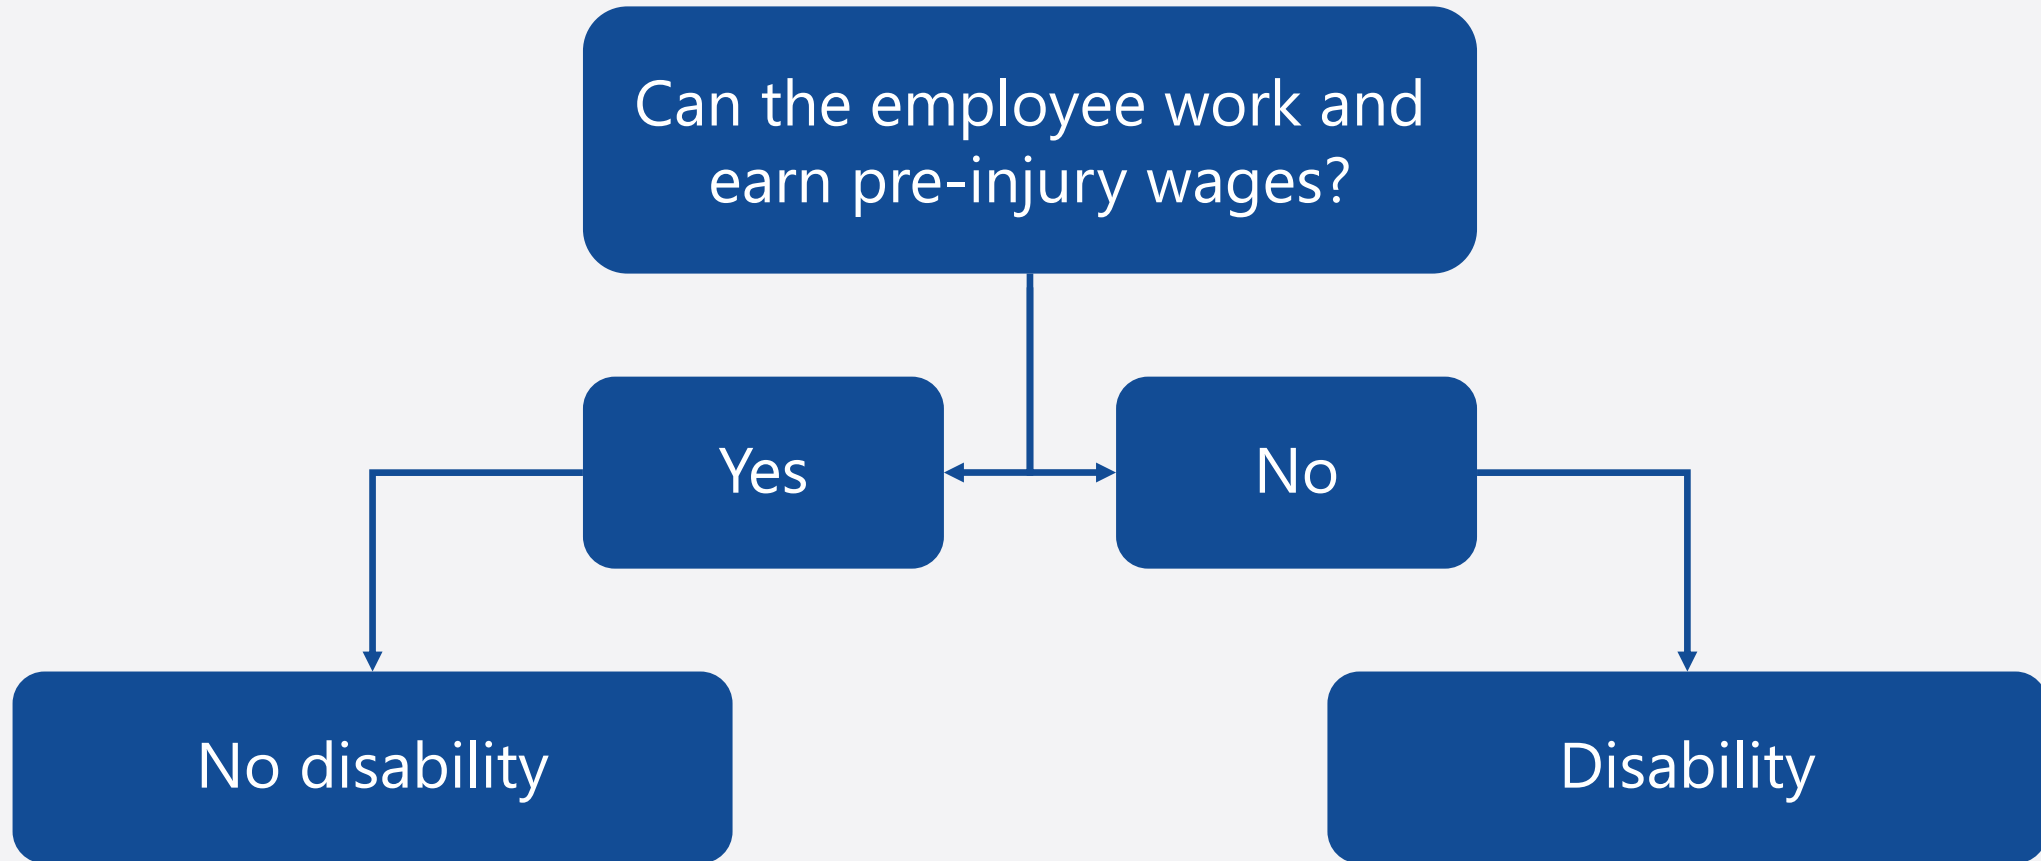 Can the employee work and
earn pre-injury wages?
Yes
No
No disability
Disability